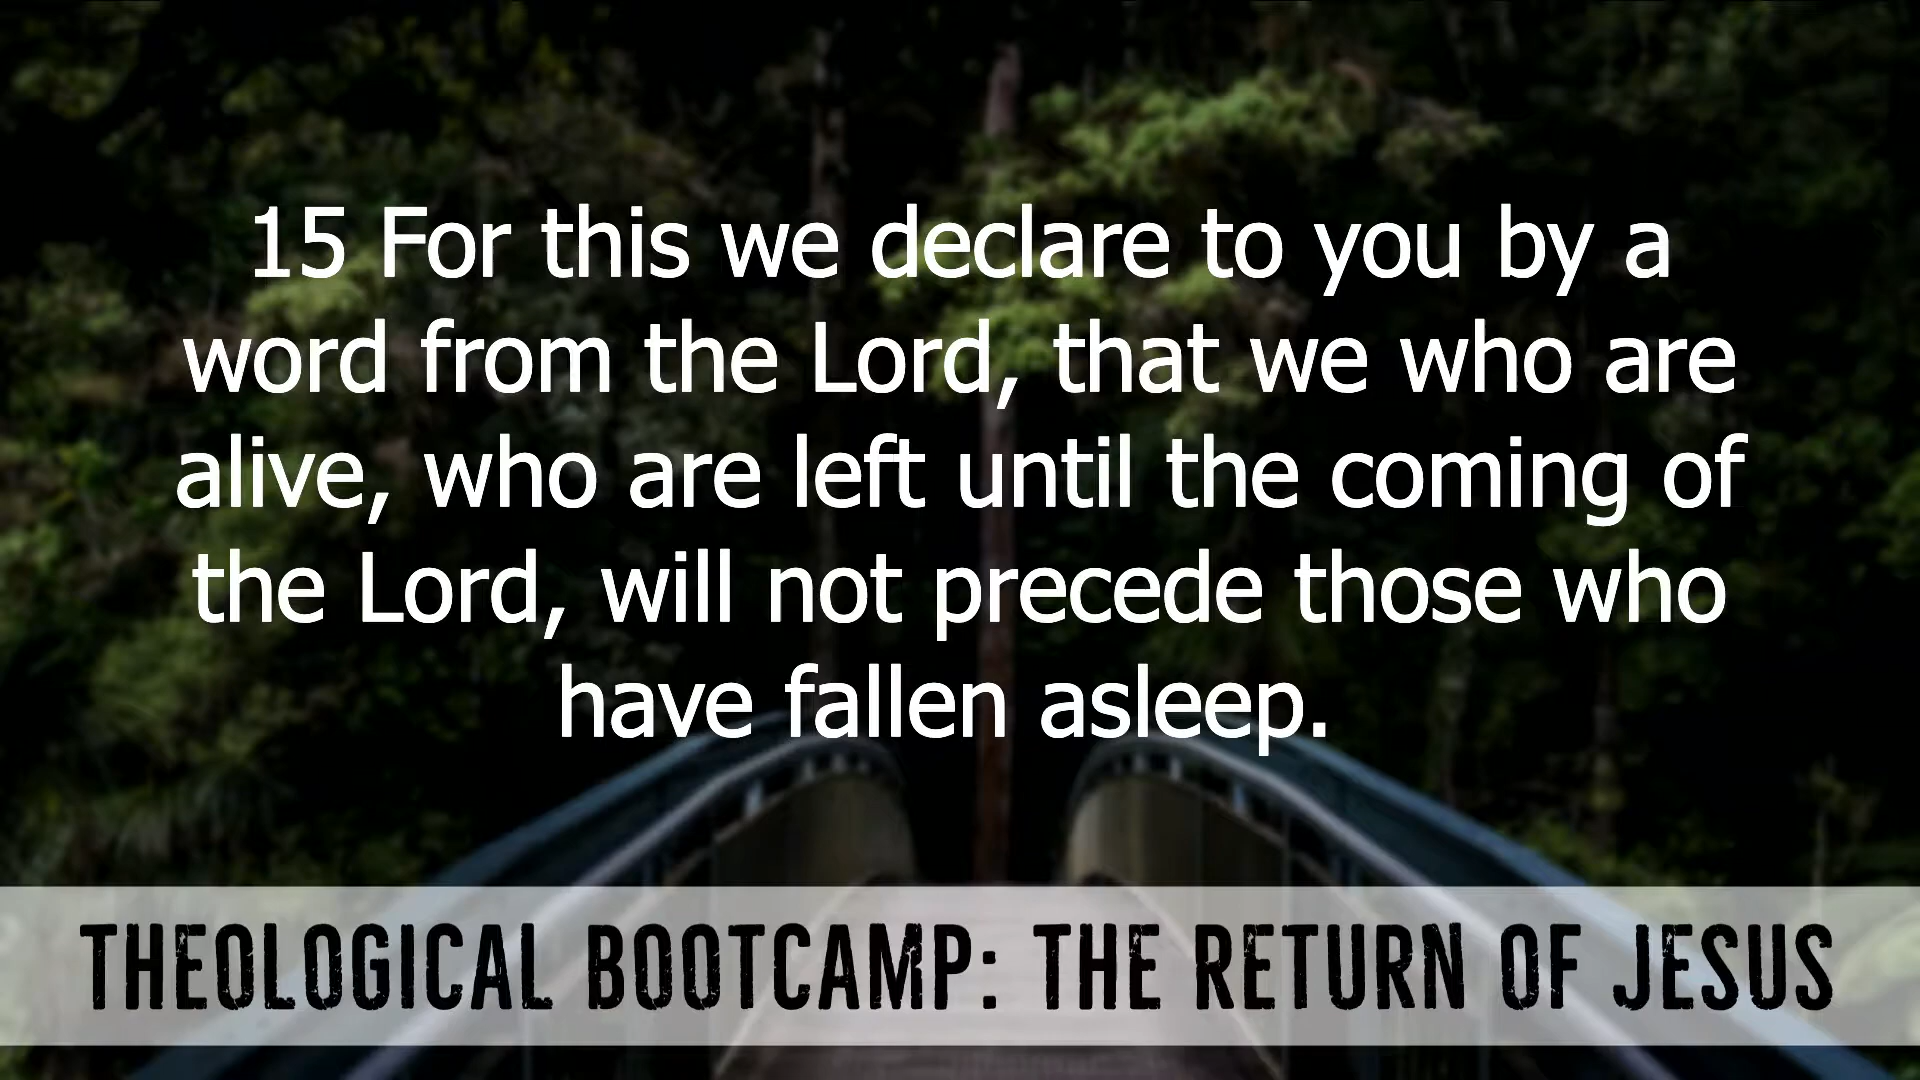 15 For this we declare to you by a
word from the Lord, that we who are
alive, who are left until the coming of
the Lord, will not precede those who
have fallen asleep.
THEOLOGICAL BOOTCAMP: THE RETURN OF JESUS